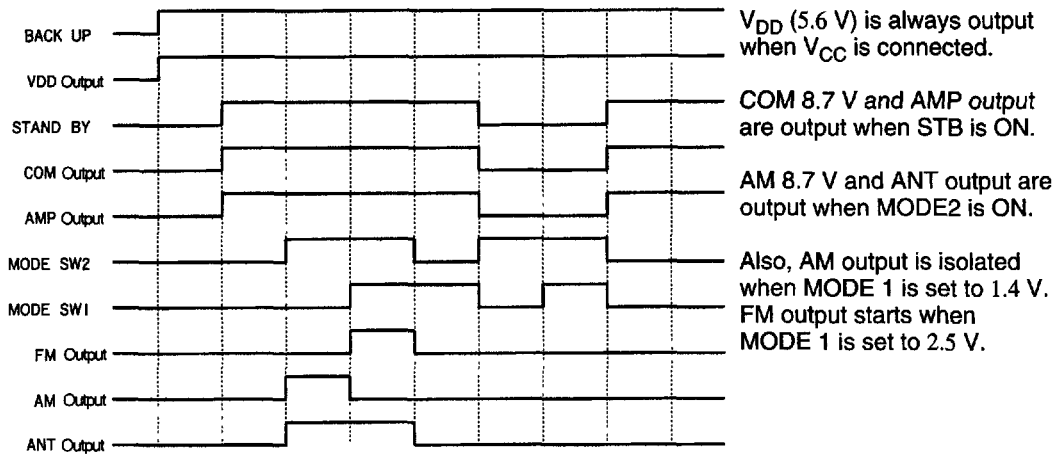 BACK UP
VDD Output
STAND BY
COM Output
AMP Output
MODE SW2
MODE SW1
FM Output
AM Output
ANT Output
VDD (5.6 V) is always output
when VCC is connected.
COM 8.7 V and AMP output
are output when STB is ON.
AM 8.7 V and ANT output are
output when MODE2 is ON.
Also, AM output is isolated
when MODE 1 is set to 1.4 V.
FM output starts when
MODE 1 is set to 2.5 V.